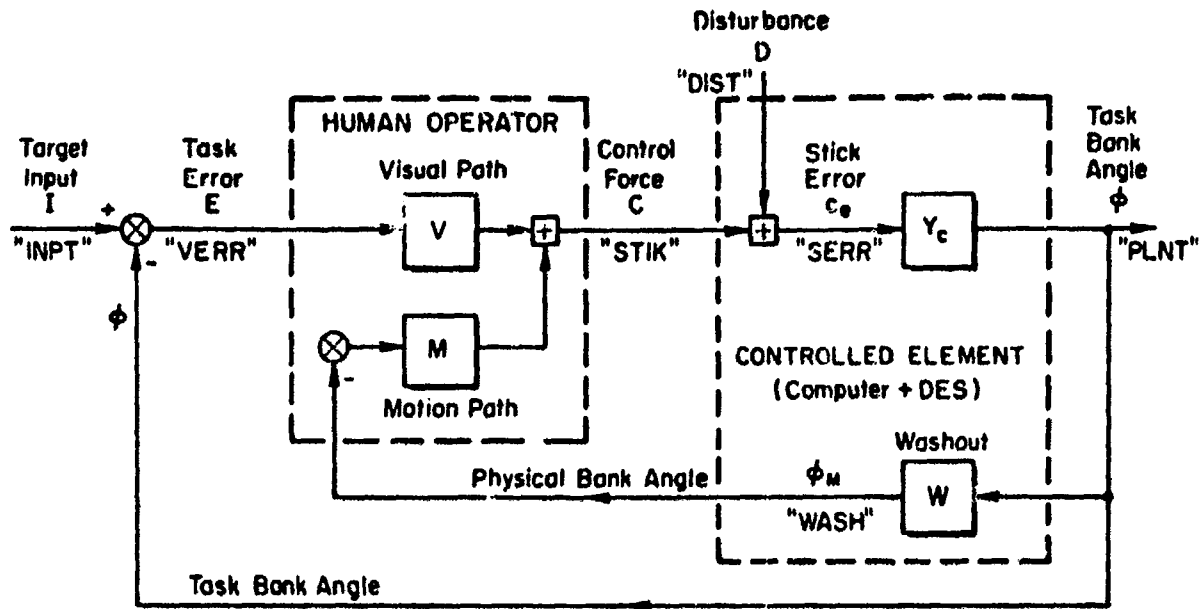 Disturbance
D
"DIST"
HUMAN OPERATOR
Target
Input
I
+
"INPT"
-
ϕ
Task
Error
E
"VERR"
Visual Path
V
+
M
-
Motion Path
Control
Force
C
"STIK"
+
Stick
Error
ce
"SERR"
Yc
Task
Bank
Angle
ϕ
"PLNT"
CONTROLLED ELEMENT
(Computer + DES)
Washout
W
ϕM
"WASH"
Physical Bank Angle
Task Bank Angle